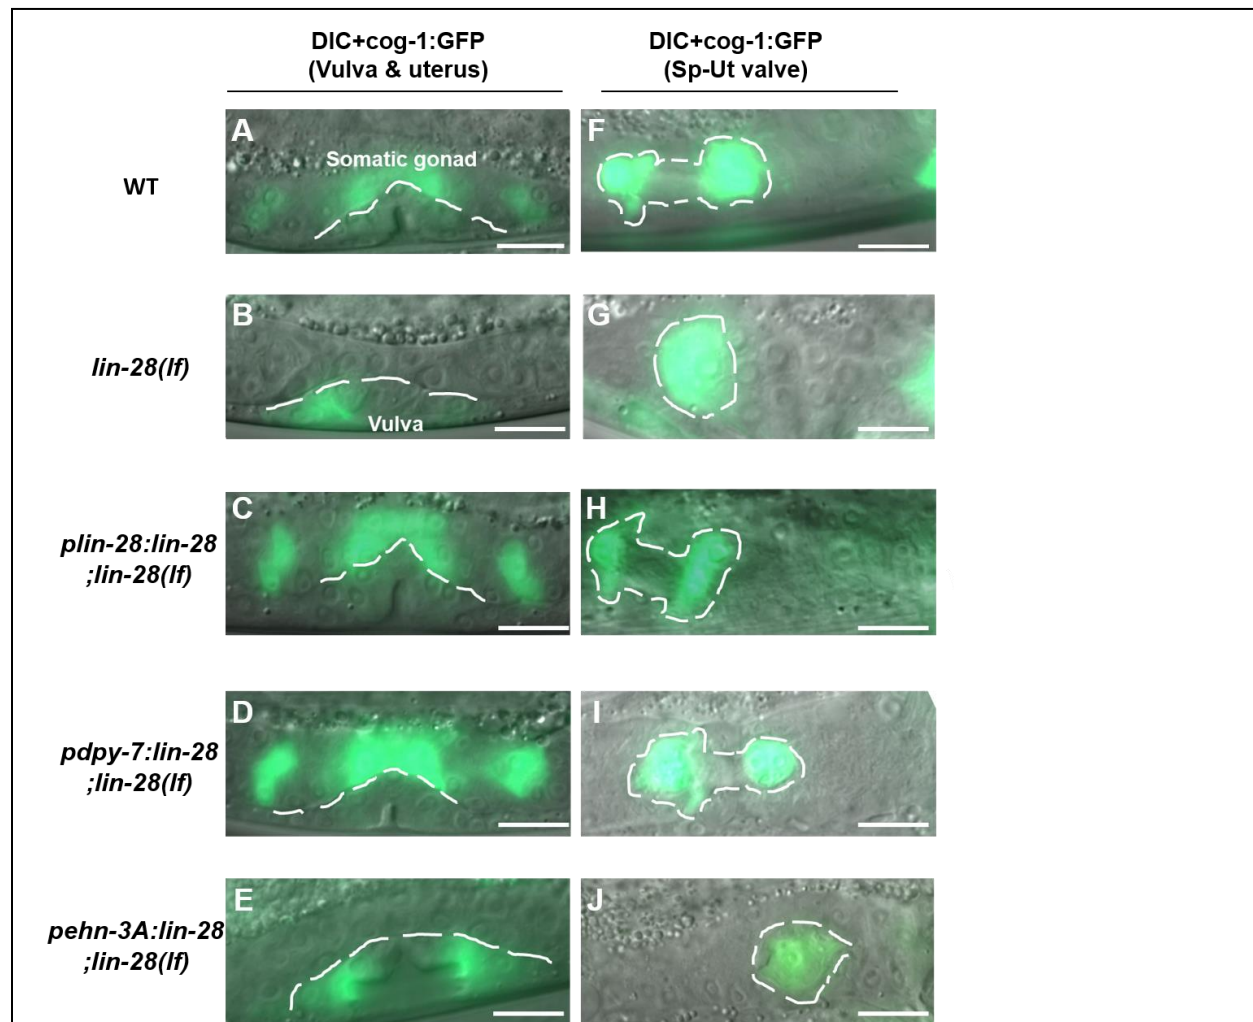 DIC+cog-1:GFP
(Vulva & uterus)
DIC+cog-1:GFP
(Sp-Ut valve)
WT
A
Somatic gonad
F
lin-28(lf)
B
Vulva
G
plin-28:lin-28
;lin-28(lf)
C
H
pdpy-7:lin-28
;lin-28(lf)
D
I
pehn-3A:lin-28
;lin-28(lf)
E
J